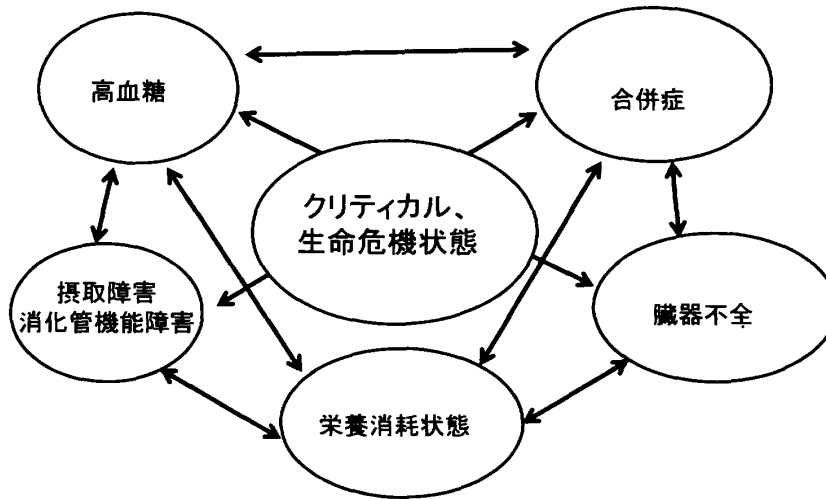 高血糖
合併症
クリティカル、
生命危機状態
摂取障害
消化管機能障害
臓器不全
栄養消耗状態